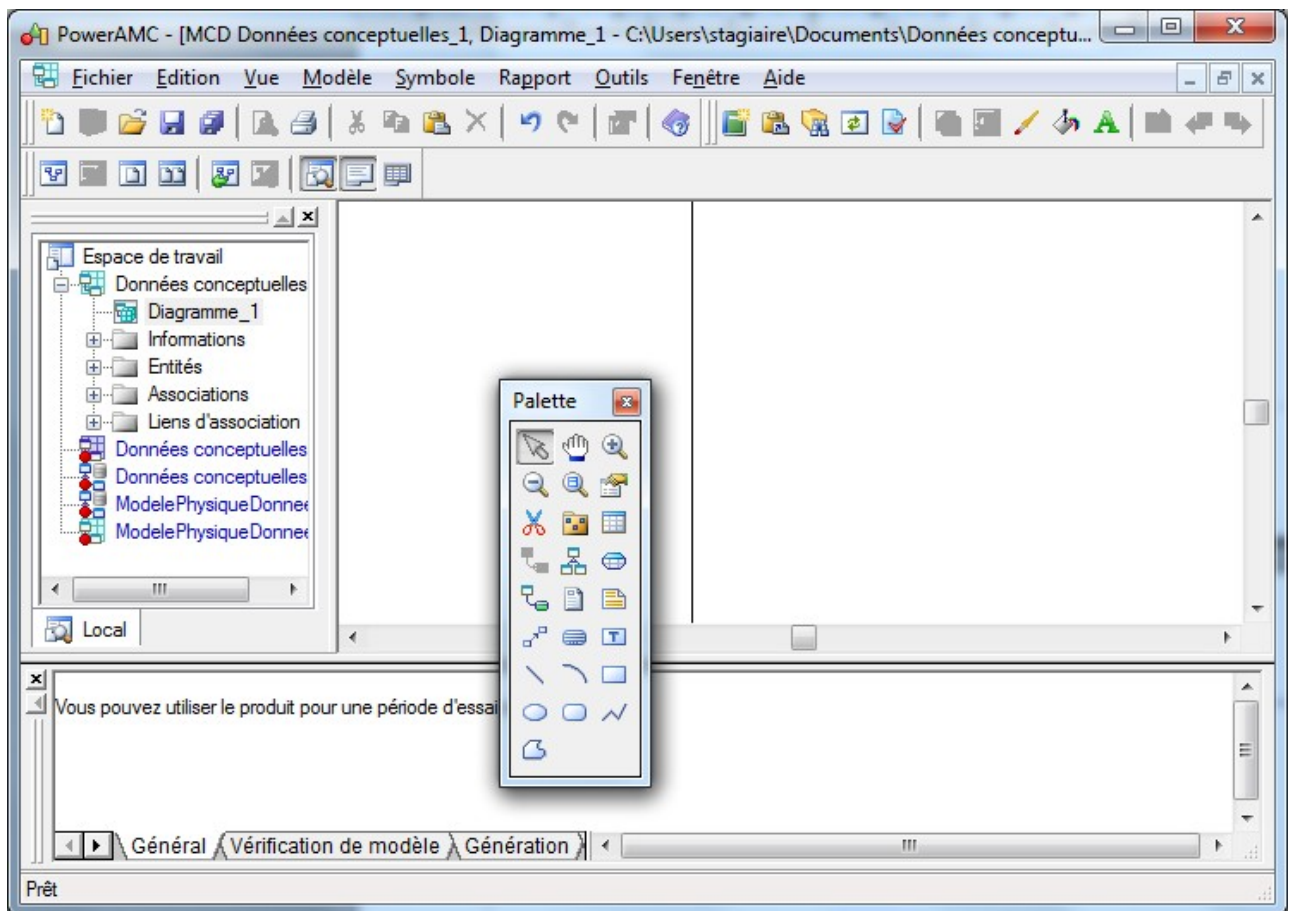 PowerAMC - [MCD Données conceptuelles_1, Diagramme_1 - C:\Users\stagiaire\Documents\Données conceptu...
Fichier Edition Vue Modèle Symbole Rapport Outils Fenêtre Aide
Espace de travail
Données conceptuelles
Diagramme_1
Informations
Entités
Associations
Liens d'association
Données conceptuelles
Données conceptuelles
ModelePhysiqueDonne
ModelePhysiqueDonne
Local
Palette
Vous pouvez utiliser le produit pour une période d'essai
Général Vérification de modèle Génération
Prêt